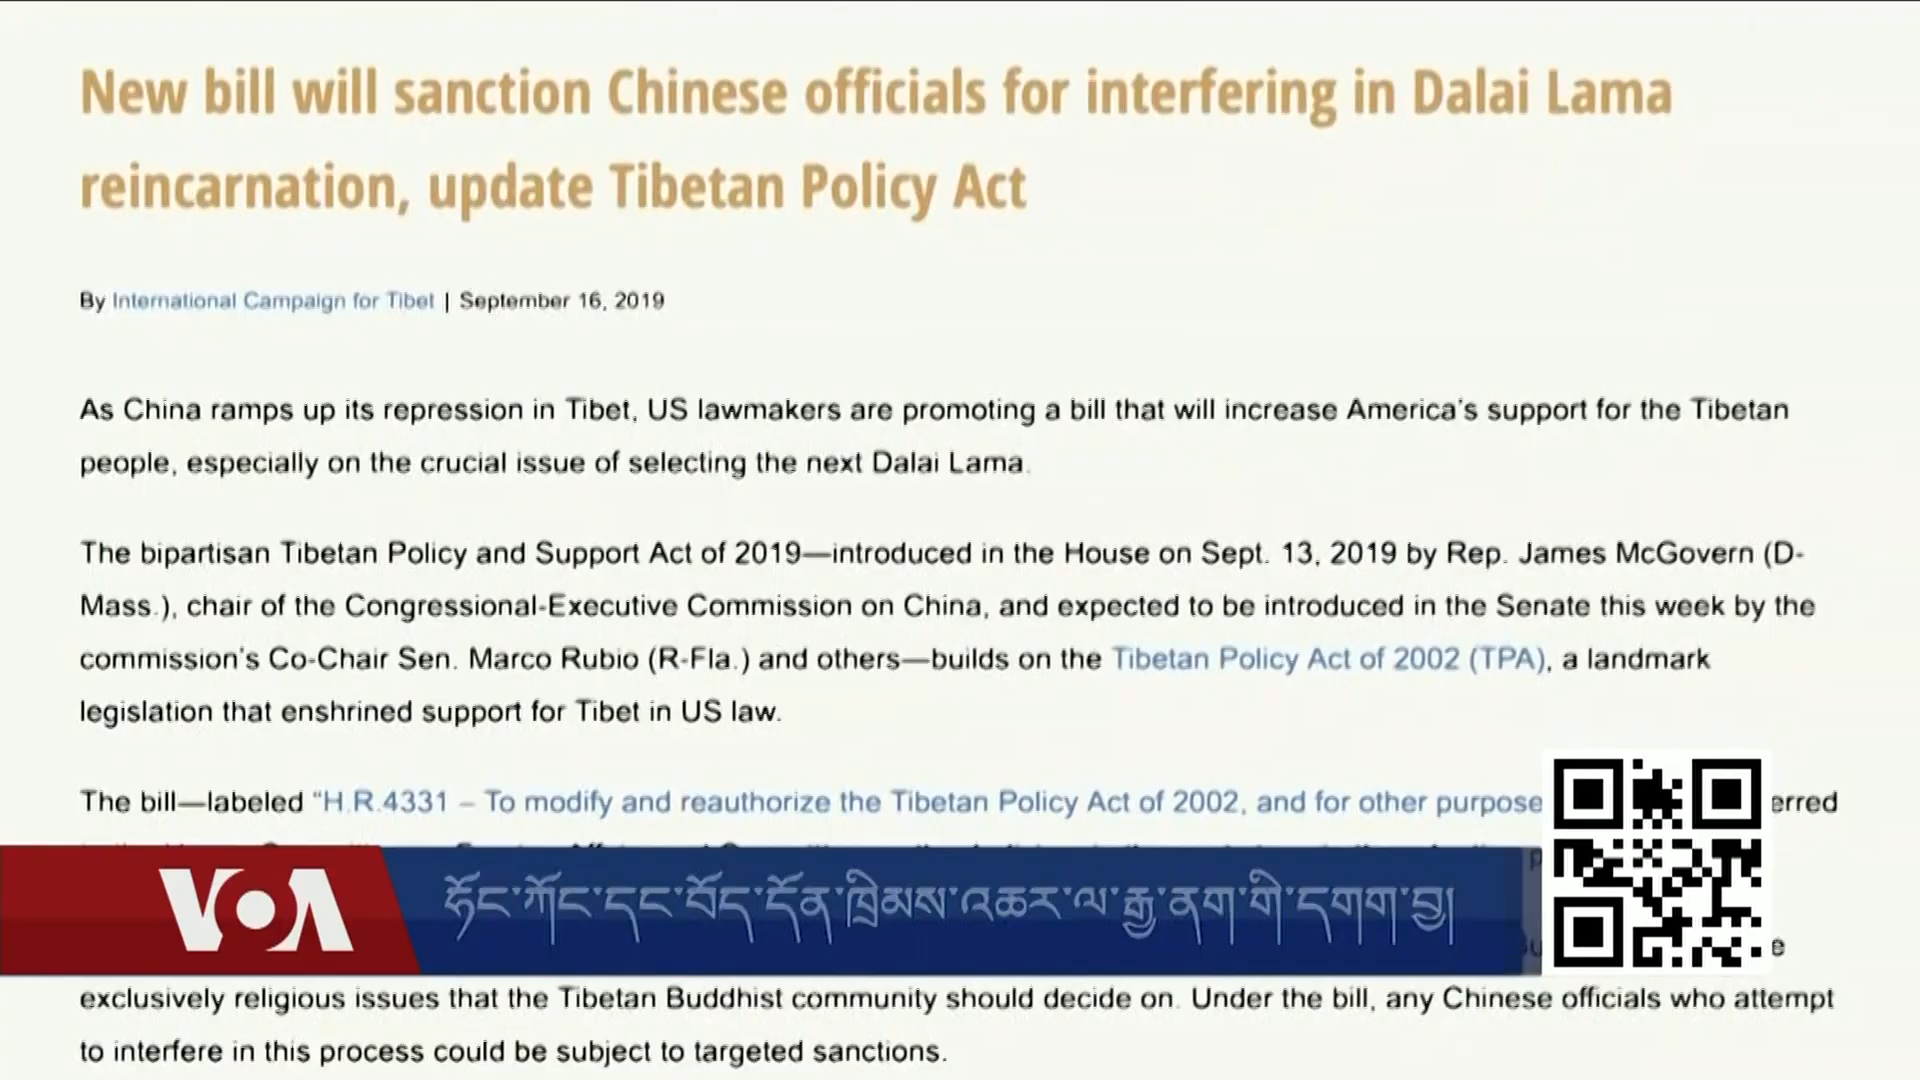 New bill will sanction Chinese officials for interfering in Dalai Lama
reincarnation, update Tibetan Policy Act
By International Campaign for Tibet | September 16, 2019
As China ramps up its repression in Tibet, US lawmakers are promoting a bill that will increase America's support for the Tibetan
people, especially on the crucial issue of selecting the next Dalai Lama.
The bipartisan Tibetan Policy and Support Act of 2019—introduced in the House on Sept. 13, 2019 by Rep. James McGovern (D-
Mass.), chair of the Congressional-Executive Commission on China, and expected to be introduced in the Senate this week by the
commission's Co-Chair Sen. Marco Rubio (R-Fla.) and others—builds on the Tibetan Policy Act of 2002 (TPA), a landmark
legislation that enshrined support for Tibet in US law.
The bill—labeled "H.R.4331 – To modify and reauthorize the Tibetan Policy Act of 2002, and for other purpose erred
VOA
ཧོང་ཀོང་དང་བོད་དོན་ཁྲིམས་འཆར་ལ་རྒྱ་ནག་གི་དགག་བྱ།
exclusively religious issues that the Tibetan Buddhist community should decide on. Under the bill, any Chinese officials who attempt
to interfere in this process could be subject to targeted sanctions.